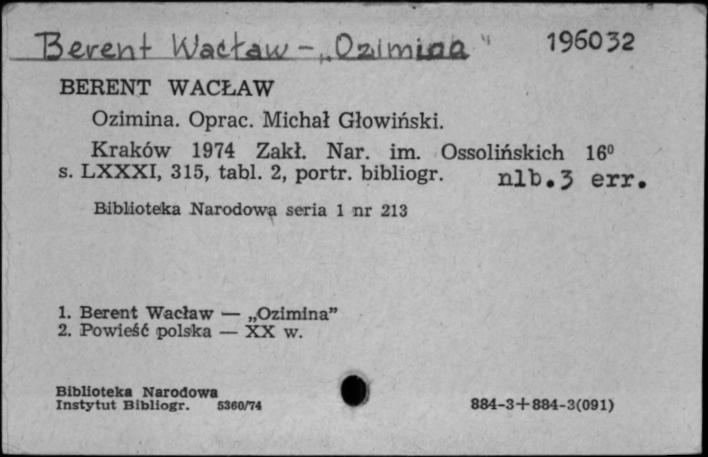 Berent Wacław – „Ozimina" 196032
BERENT WACŁAW
Ozimina. Oprac. Michał Głowiński.
Kraków 1974 Zakł. Nar. im. Ossolińskich 16⁰
s. LXXXI, 315, tabl. 2, portr. bibliogr. nlb.3 err.
Biblioteka Narodowa seria 1 nr 213
1. Berent Wacław — „Ozimina”
2. Powieść polska — XX w.
Biblioteka Narodowa
Instytut Bibliogr. 5360/74 884-3+884-3(091)